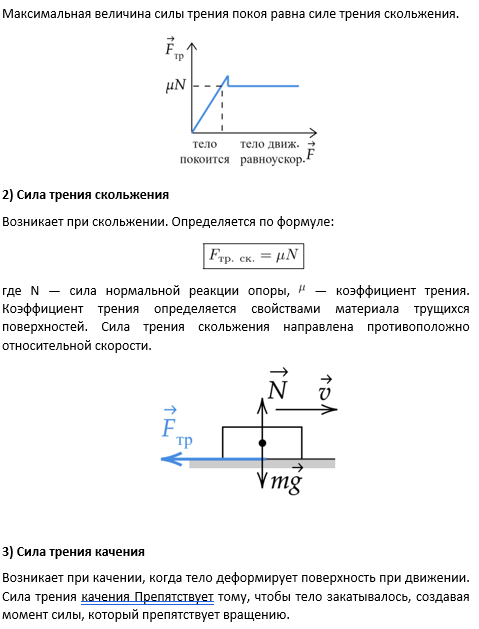 Максимальная величина силы трения покоя равна силе трения скольжения.
F тр
μN
тело покоится
тело движ. равноускор.
F
2) Сила трения скольжения
Возникает при скольжении. Определяется по формуле:
Fтр. ск. = μN
где N — сила нормальной реакции опоры, μ — коэффициент трения.
Коэффициент трения определяется свойствами материала трущихся
поверхностей. Сила трения скольжения направлена противоположно
относительной скорости.
N
v
F тр
mg
3) Сила трения качения
Возникает при качении, когда тело деформирует поверхность при движении.
Сила трения качения Препятствует тому, чтобы тело закатывалось, создавая
момент силы, который препятствует вращению.